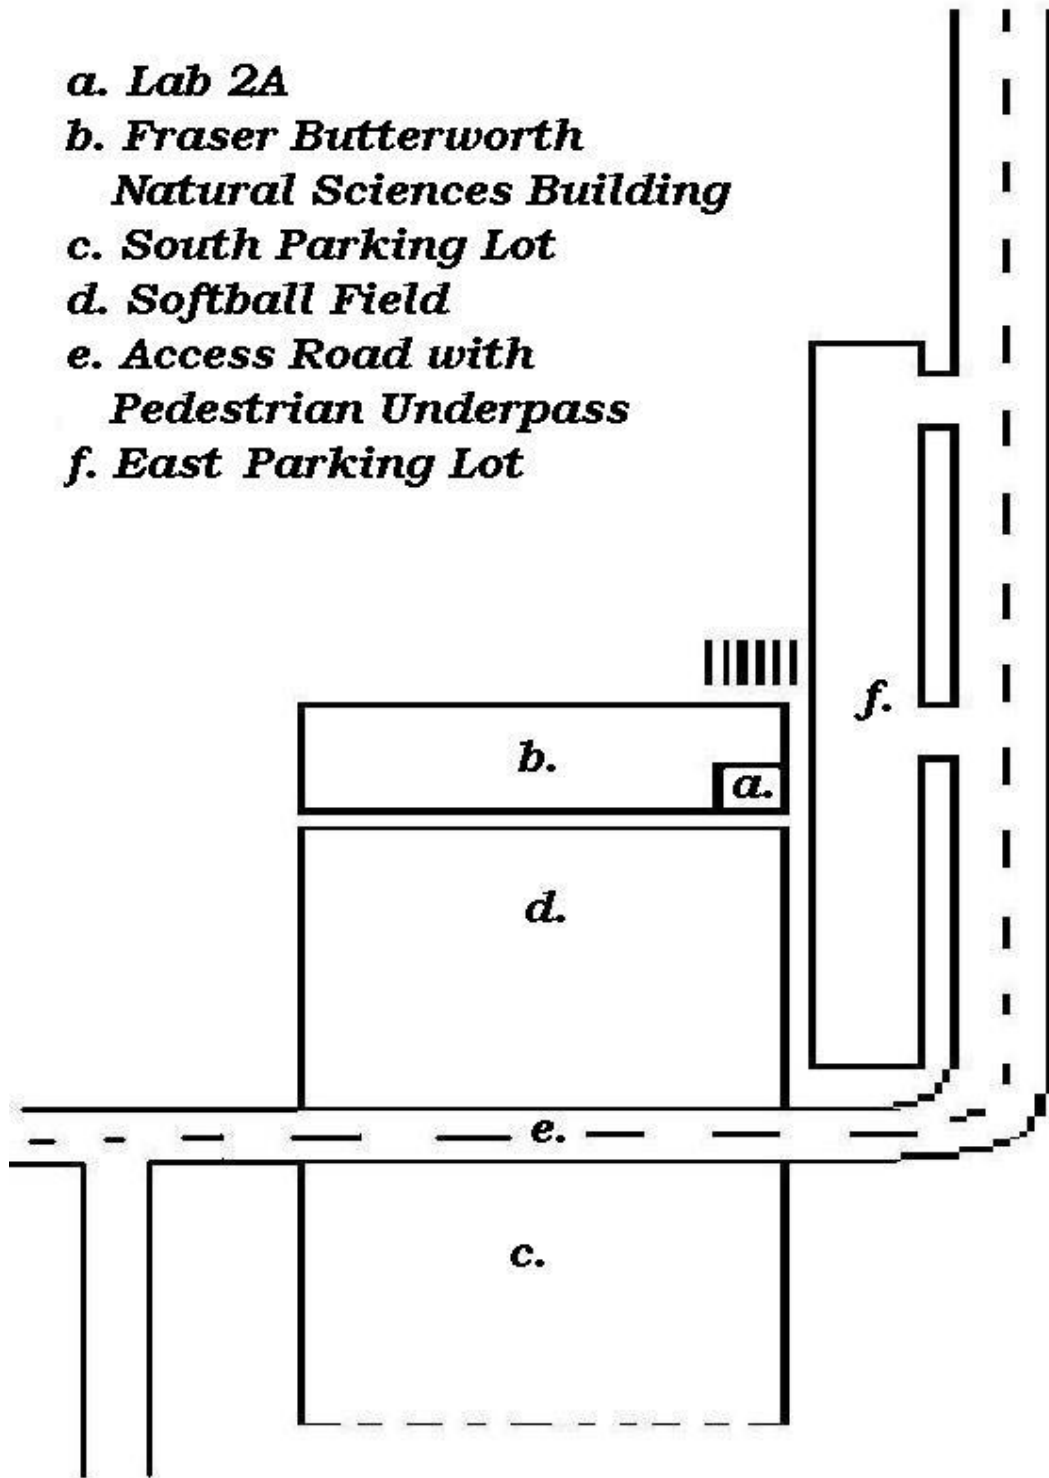 a. Lab 2A
b. Fraser Butterworth
Natural Sciences Building
c. South Parking Lot
d. Softball Field
e. Access Road with
Pedestrian Underpass
f. East Parking Lot
f.
b.
a.
d.
e.
c.